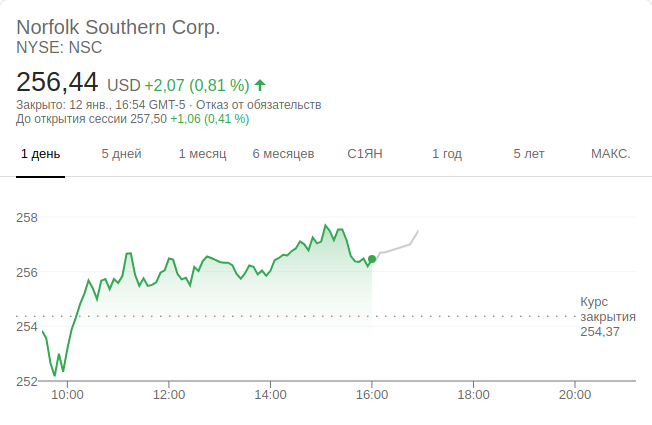 Norfolk Southern Corp.
NYSE: NSC
256,44 USD +2,07 (0,81 %)
Закрыто: 12 янв., 16:54 GMT-5 · Отказ от обязательств
До открытия сессии 257,50 +1,06 (0,41 %)
1 день 5 дней 1 месяц 6 месяцев С1ЯН 1 год 5 лет МАКС.
258
256
Курс
закрытия
254,37
254
252
10:00 12:00 14:00 16:00 18:00 20:00